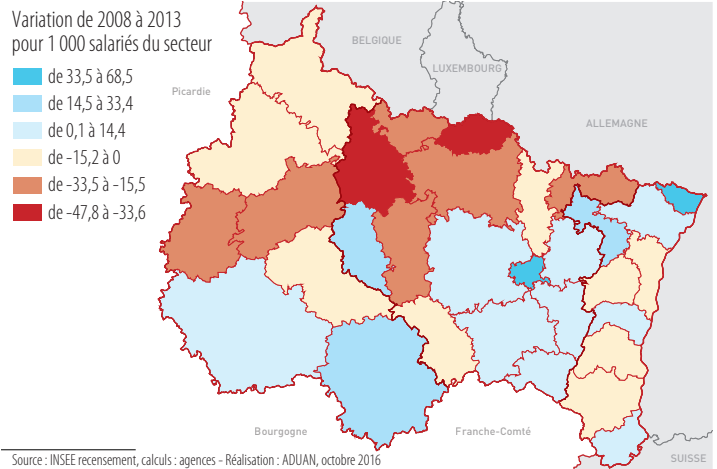 Variation de 2008 à 2013
pour 1 000 salariés du secteur
de 33,5 à 68,5
de 14,5 à 33,4
de 0,1 à 14,4
de –15,2 à 0
de –33,5 à –15,5
de –47,8 à –33,6
BELGIQUE
LUXEMBOURG
Picardie
ALLEMAGNE
Bourgogne
Franche-Comté
SUISSE
Source : INSEE recensement, calculs : agences - Réalisation : ADUAN, octobre 2016